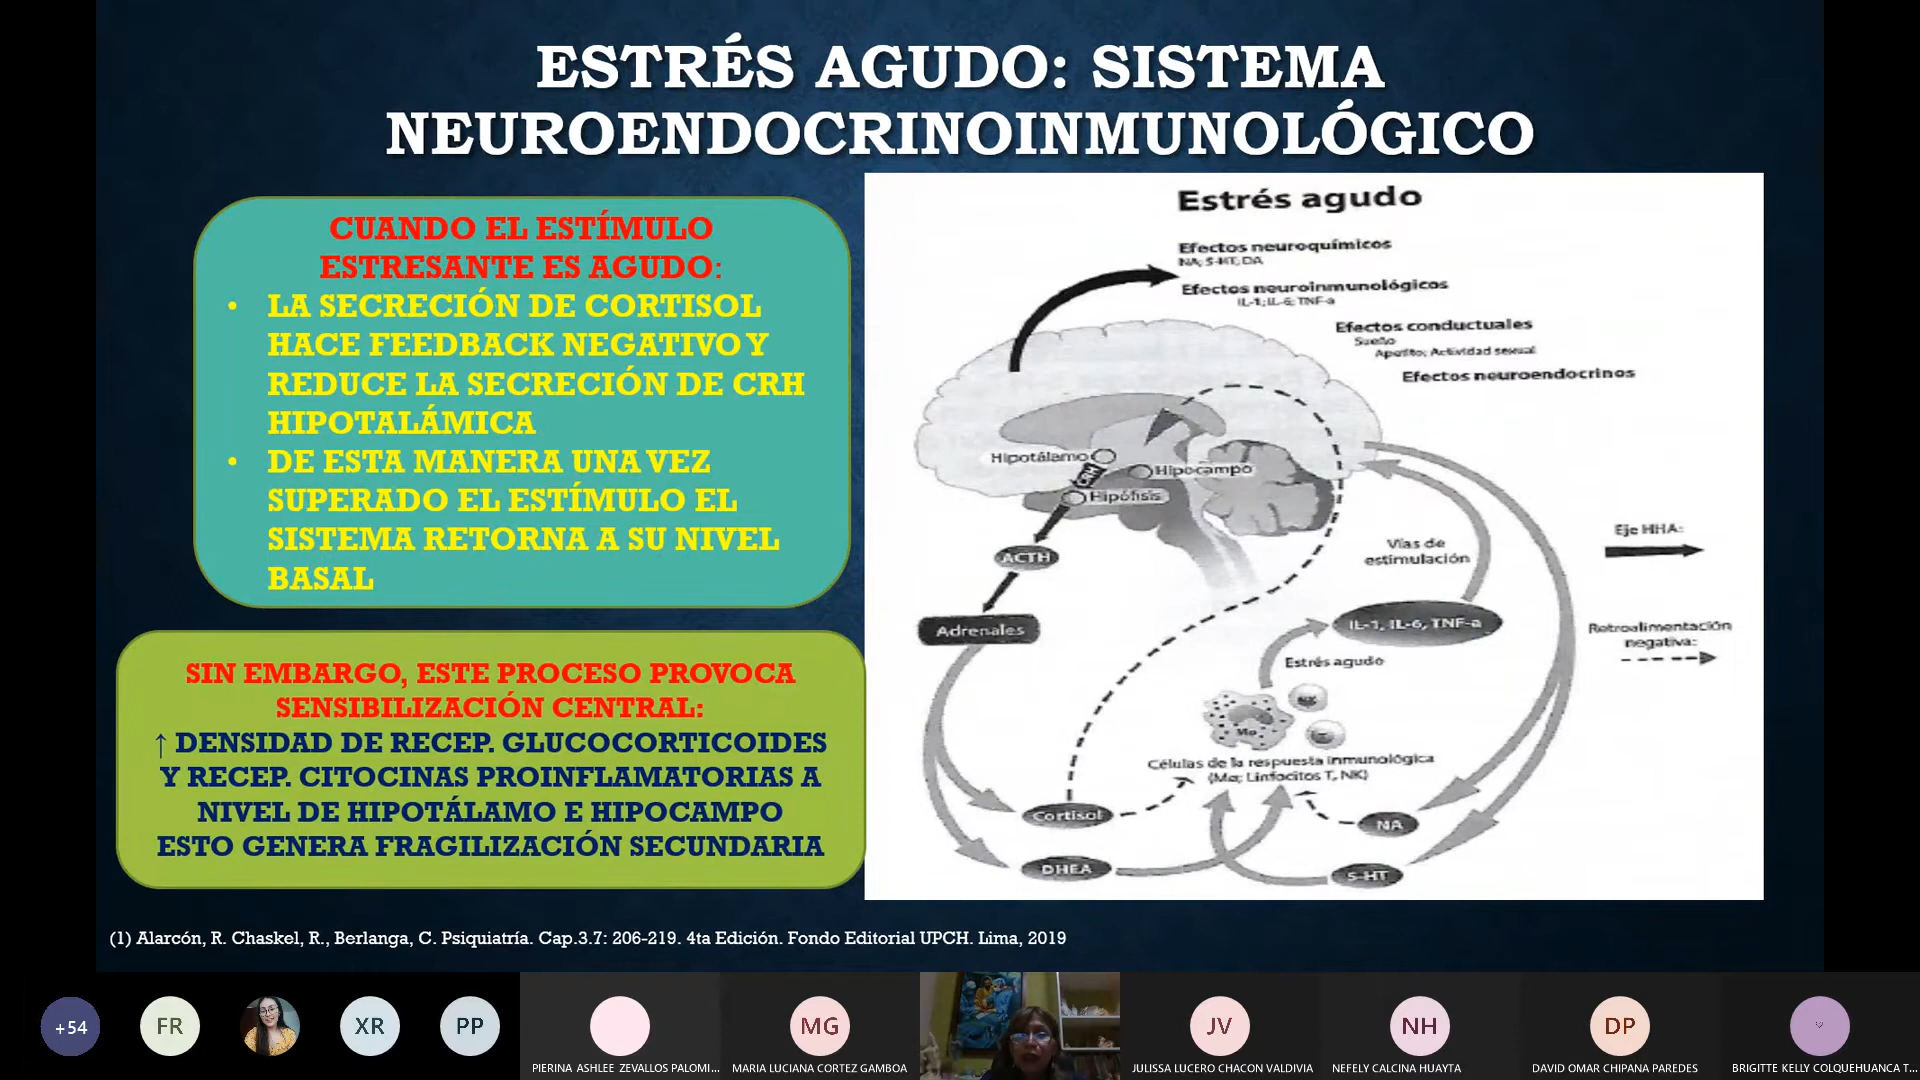 ESTRÉS AGUDO: SISTEMA
NEUROENDOCRINOINMUNOLÓGICO
CUANDO EL ESTÍMULO
ESTRESANTE ES AGUDO:
• LA SECRECIÓN DE CORTISOL
HACE FEEDBACK NEGATIVO Y
REDUCE LA SECRECIÓN DE CRH
HIPOTALÁMICA
• DE ESTA MANERA UNA VEZ
SUPERADO EL ESTÍMULO EL
SISTEMA RETORNA A SU NIVEL
BASAL
SIN EMBARGO, ESTE PROCESO PROVOCA
SENSIBILIZACIÓN CENTRAL:
↑ DENSIDAD DE RECEP. GLUCOCORTICOIDES
Y RECEP. CITOCINAS PROINFLAMATORIAS A
NIVEL DE HIPOTÁLAMO E HIPOCAMPO
ESTO GENERA FRAGILIZACIÓN SECUNDARIA
Estrés agudo
Efectos neuroquímicos
NA; 5-HT; DA
Efectos neuroinmunológicos
IL-1; IL-6; TNF-a
Efectos conductuales
Sueño
Apetito; Actividad sexual
Efectos neuroendocrinos
Hipotálamo
CRH
Hipocampo
Hipófisis
ACTH
Adrenales
Vías de
estimulación
Eje HHA:
IL-1, IL-6, TNF-a
Retroalimentación
negativa:
Estrés agudo
Mø
Células de la respuesta inmunológica
(Mø; Linfocitos T, NK)
Cortisol
NA
DHEA
5-HT
(1) Alarcón, R. Chaskel, R., Berlanga, C. Psiquiatría. Cap.3.7: 206-219. 4ta Edición. Fondo Editorial UPCH. Lima, 2019
+54
FR
XR
PP
MG
JV
NH
DP
PIERINA ASHLEE ZEVALLOS PALOMI...
MARIA LUCIANA CORTEZ GAMBOA
JULISSA LUCERO CHACON VALDIVIA
NEFELY CALCINA HUAYTA
DAVID OMAR CHIPANA PAREDES
BRIGITTE KELLY COLQUEHUANCA T...